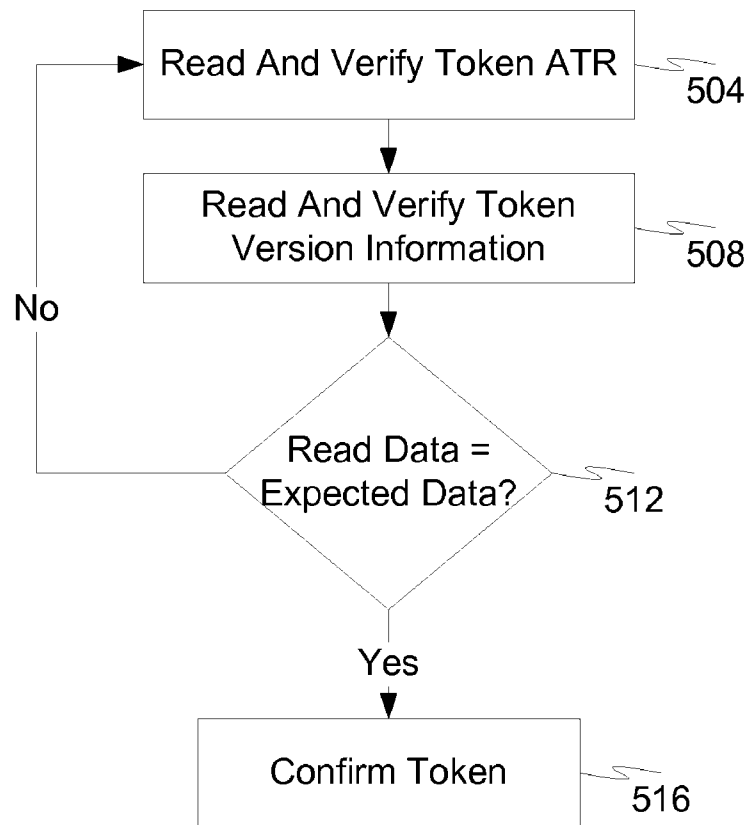 Read And Verify Token ATR
504
Read And Verify Token
Version Information
508
No
Read Data =
Expected Data?
512
Yes
Confirm Token
516